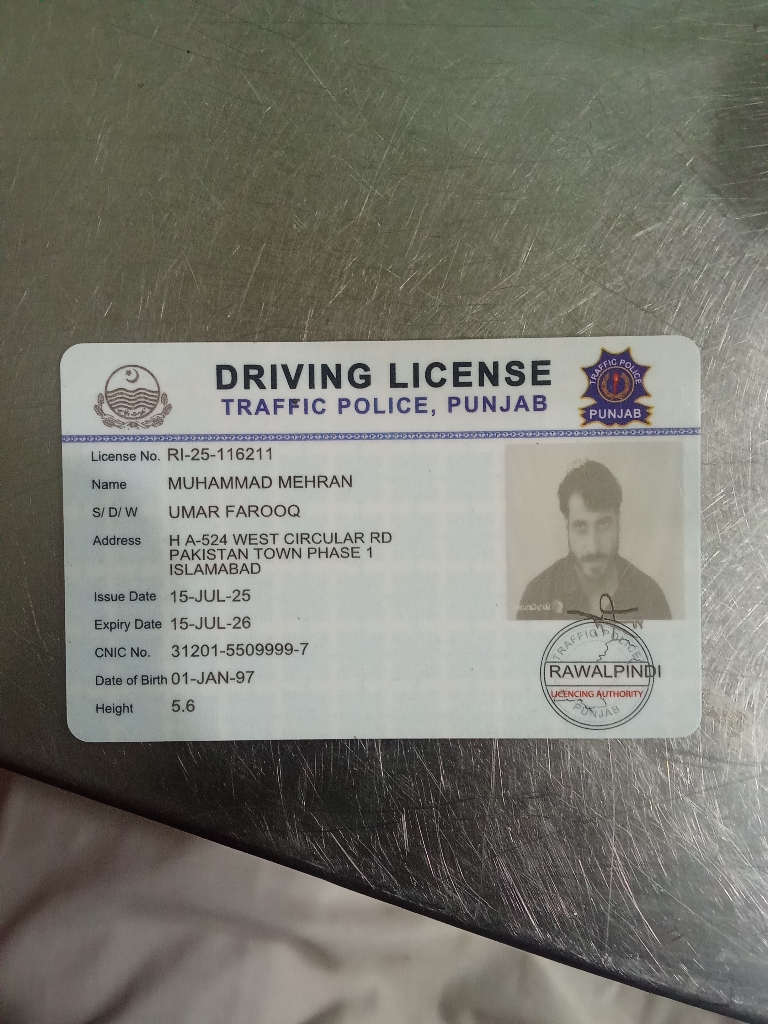 DRIVING LICENSE
TRAFFIC POLICE, PUNJAB
TRAFFIC POLICE
PUNJAB
License No. RI-25-116211
Name MUHAMMAD MEHRAN
S/ D/ W UMAR FAROOQ
Address H A-524 WEST CIRCULAR RD
PAKISTAN TOWN PHASE 1
ISLAMABAD
Issue Date 15-JUL-25
Expiry Date 15-JUL-26
CNIC No. 31201-5509999-7
Date of Birth 01-JAN-97
Height 5.6
TRAFFIC POLICE
RAWALPINDI
LICENCING AUTHORITY
PUNJAB